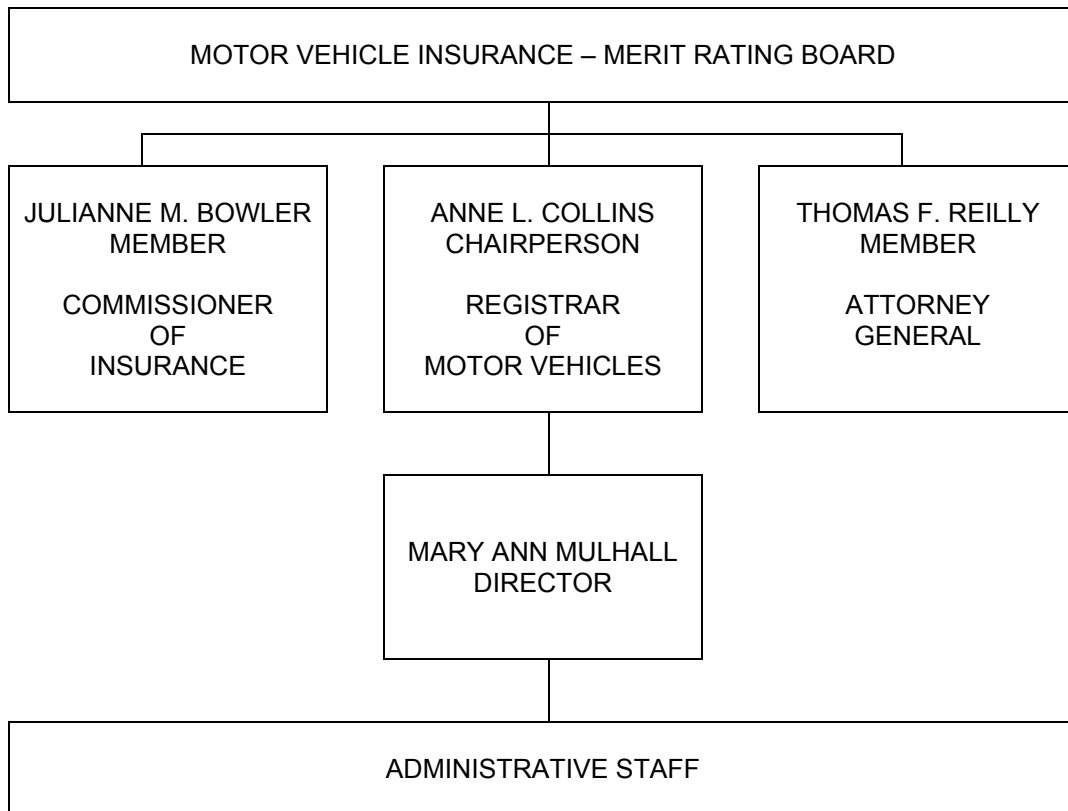 MOTOR VEHICLE INSURANCE – MERIT RATING BOARD
JULIANNE M. BOWLER
MEMBER
COMMISSIONER
OF
INSURANCE
ANNE L. COLLINS
CHAIRPERSON
REGISTRAR
OF
MOTOR VEHICLES
THOMAS F. REILLY
MEMBER
ATTORNEY
GENERAL
MARY ANN MULHALL
DIRECTOR
ADMINISTRATIVE STAFF